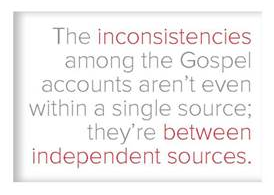 The inconsistencies
among the Gospel
accounts aren't even
within a single source;
they're between
independent sources.